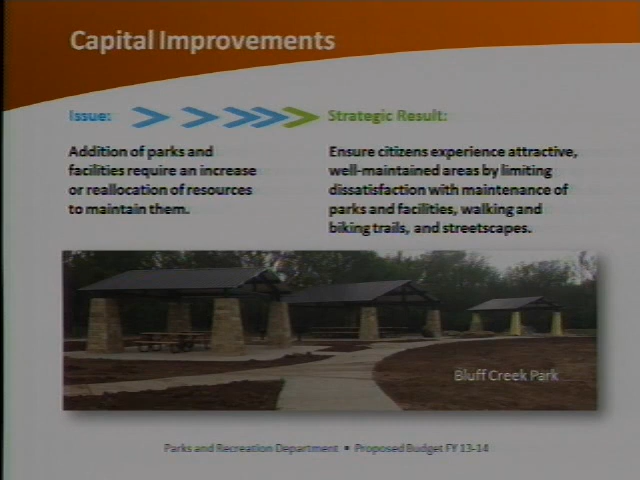 Capital Improvements
Issue:
Strategic Result:
Addition of parks and
facilities require an increase
or reallocation of resources
to maintain them.
Ensure citizens experience attractive,
well-maintained areas by limiting
dissatisfaction with maintenance of
parks and facilities, walking and
biking trails, and streetscapes.
Bluff Creek Park
Parks and Recreation Department ▪ Proposed Budget FY 13-14